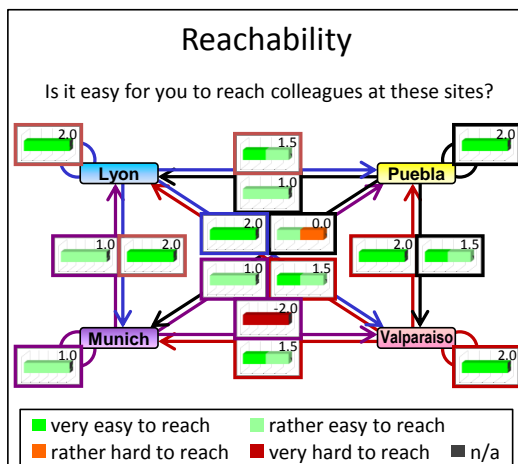 Reachability
Is it easy for you to reach colleagues at these sites?
2.0
1.5
2.0
Lyon
Puebla
1.0
2.0
0.0
1.0
2.0
2.0
1.5
1.0
1.5
-2.0
Munich
Valparaiso
1.0
1.5
2.0
very easy to reach
rather easy to reach
rather hard to reach
very hard to reach
n/a